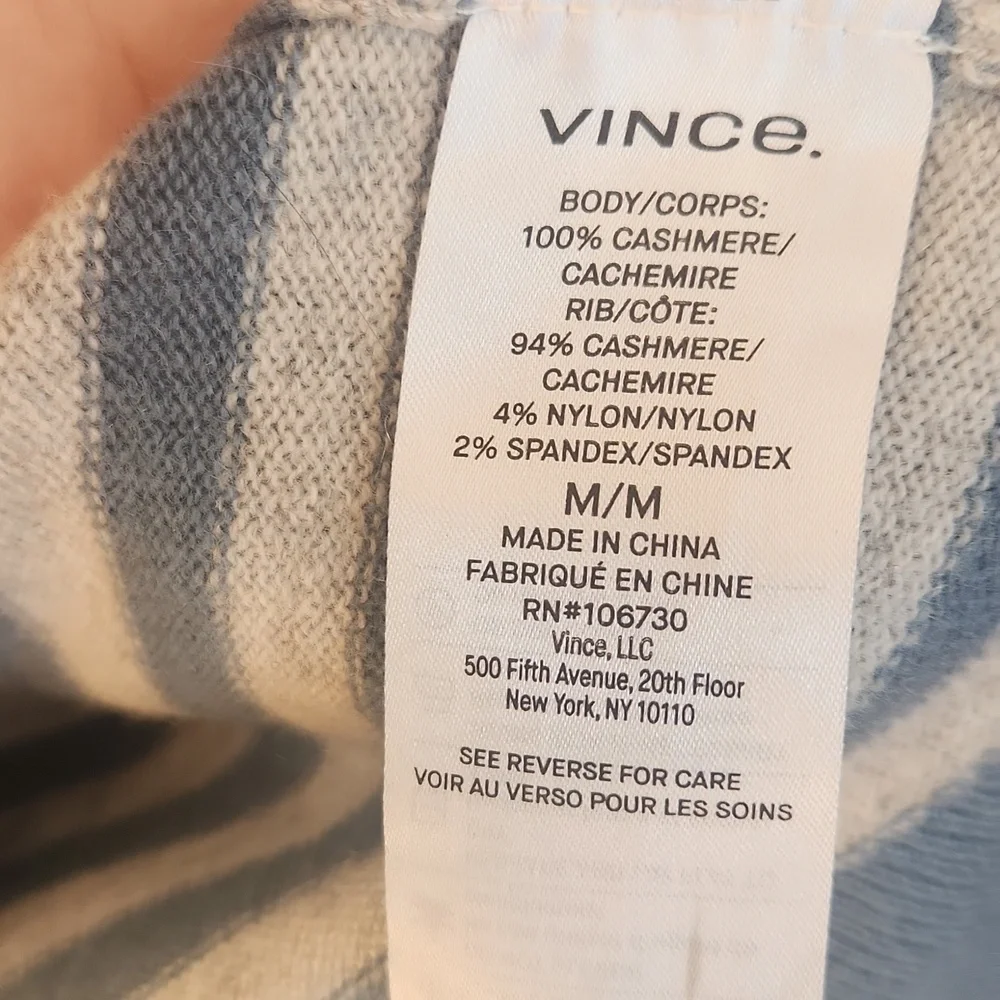 VINCe.
BODY/CORPS:
100% CASHMERE/
CACHEMIRE
RIB/CÔTE:
94% CASHMERE/
CACHEMIRE
4% NYLON/NYLON
2% SPANDEX/SPANDEX
M/M
MADE IN CHINA
FABRIQUÉ EN CHINE
RN#106730
Vince, LLC
500 Fifth Avenue, 20th Floor
New York, NY 10110
SEE REVERSE FOR CARE
VOIR AU VERSO POUR LES SOINS